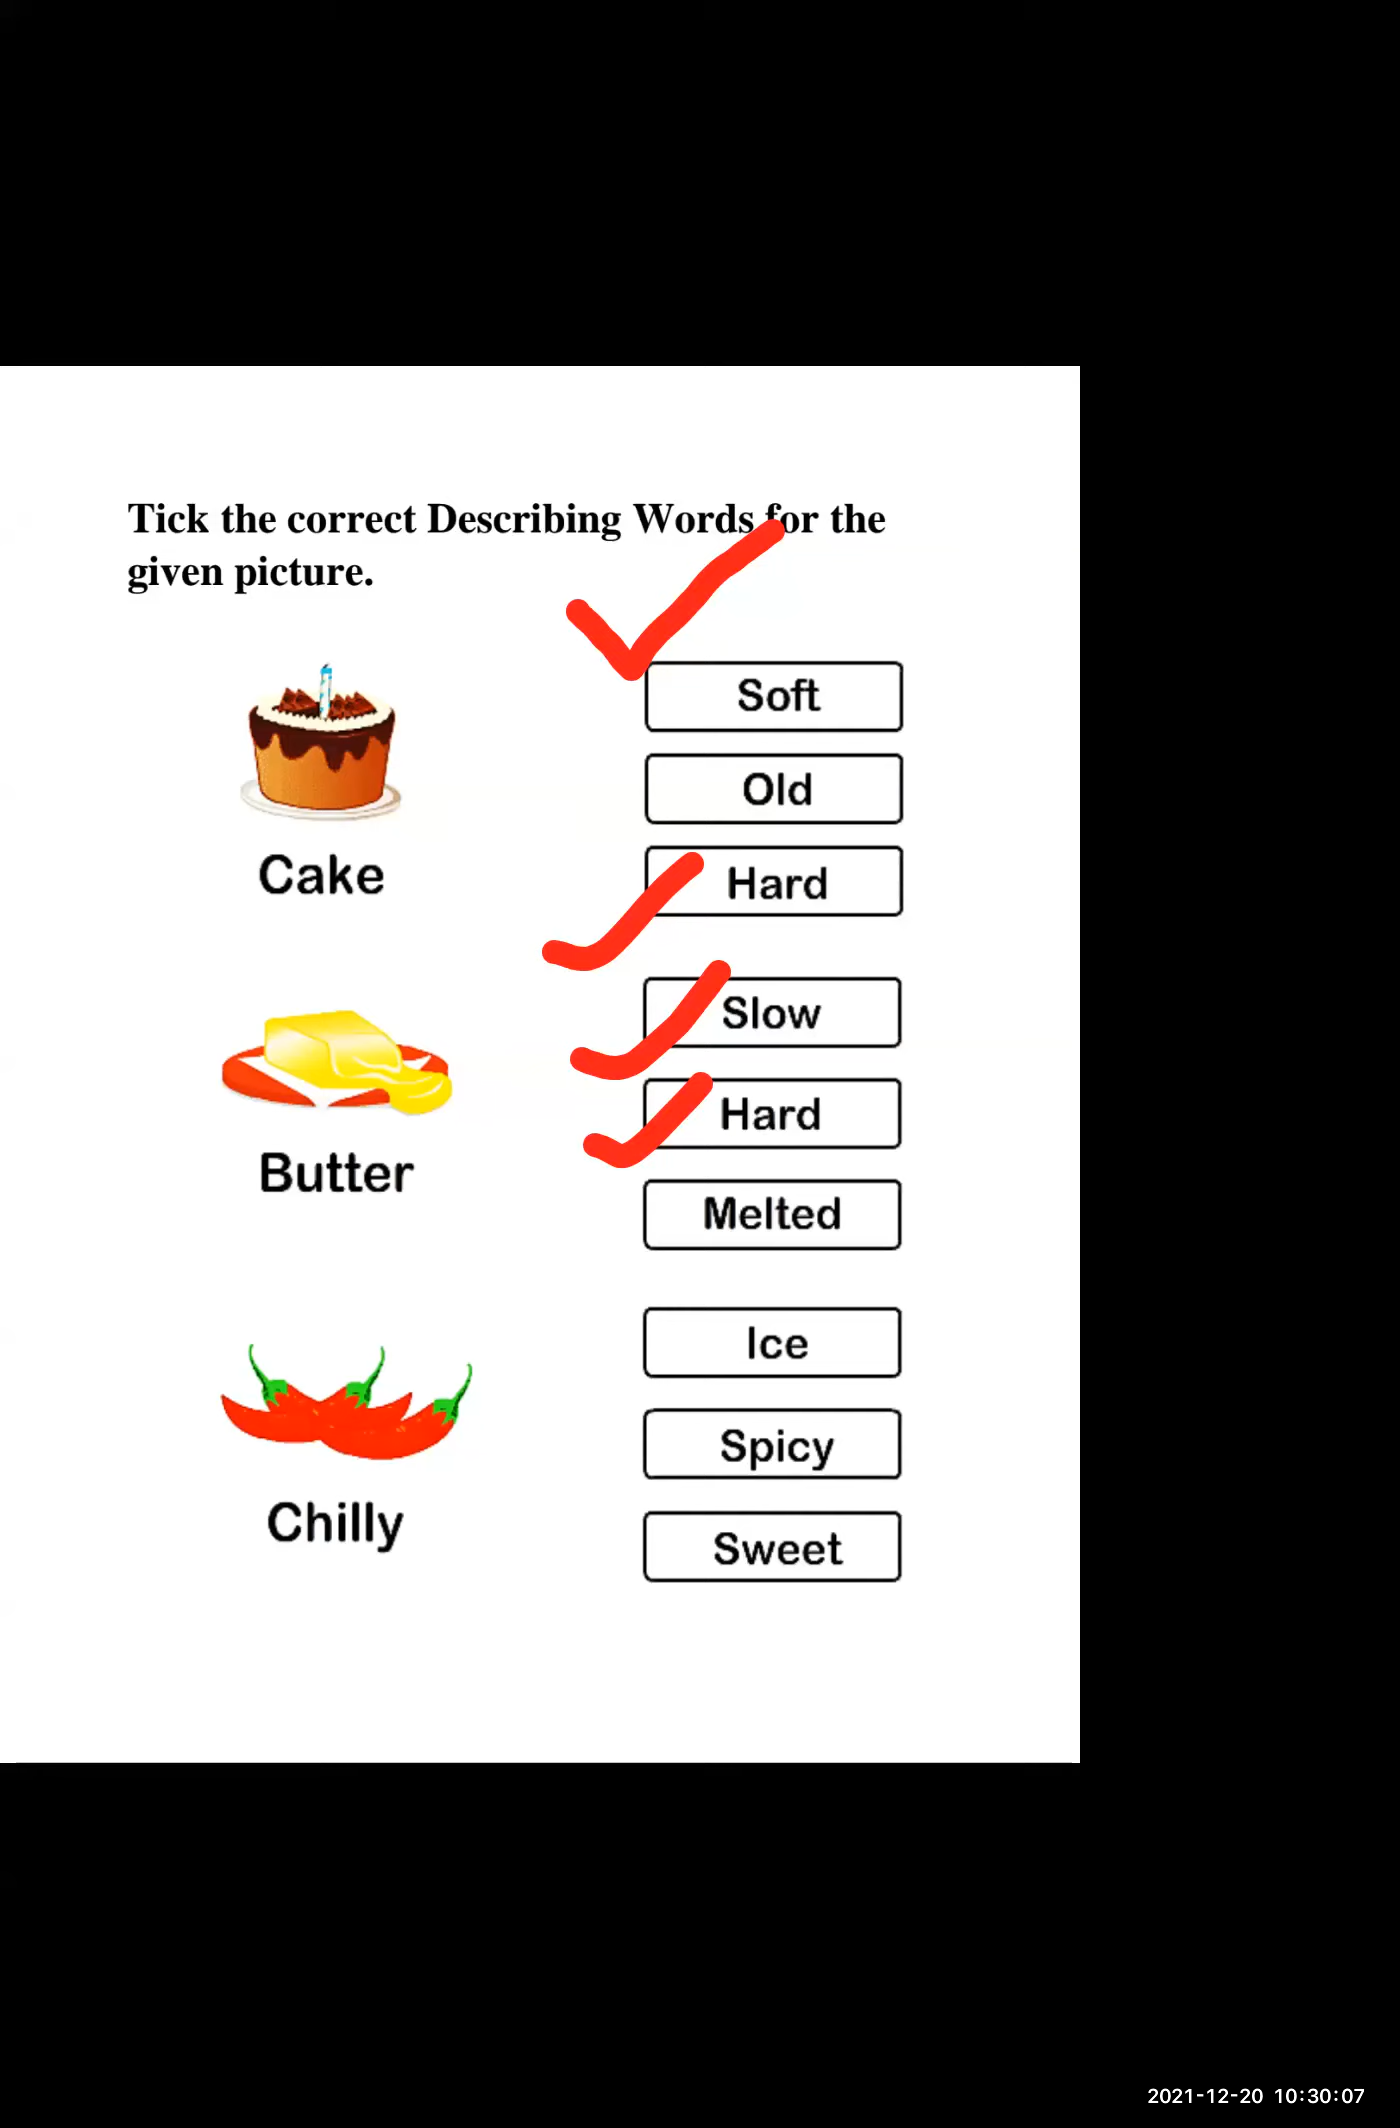 Tick the correct Describing Words for the
given picture.
Soft
Old
Cake
Hard
Slow
Hard
Butter
Melted
Ice
Spicy
Chilly
Sweet
2021-12-20 10:30:07